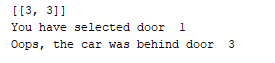 [[3, 3]]
You have selected door  1
Oops, the car was behind door  3